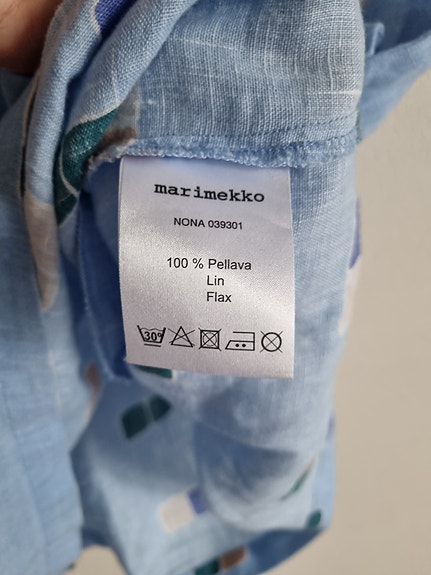 marimekko
NONA 039301
100 % Pellava
Lin
Flax
30°